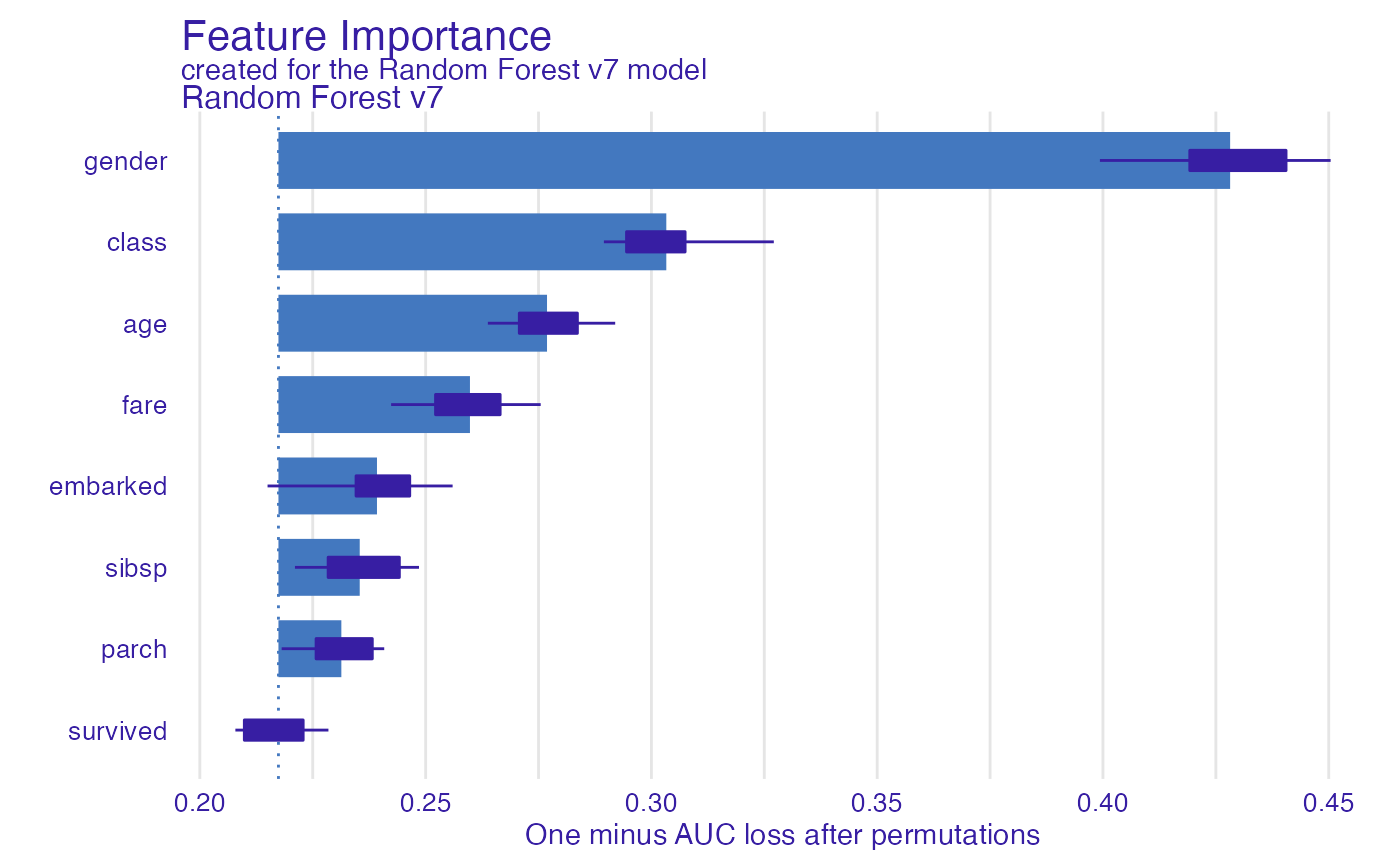 Feature Importance
created for the Random Forest v7 model
Random Forest v7
gender
class
age
fare
embarked
sibsp
parch
survived
0.20 0.25 0.30 0.35 0.40 0.45
One minus AUC loss after permutations